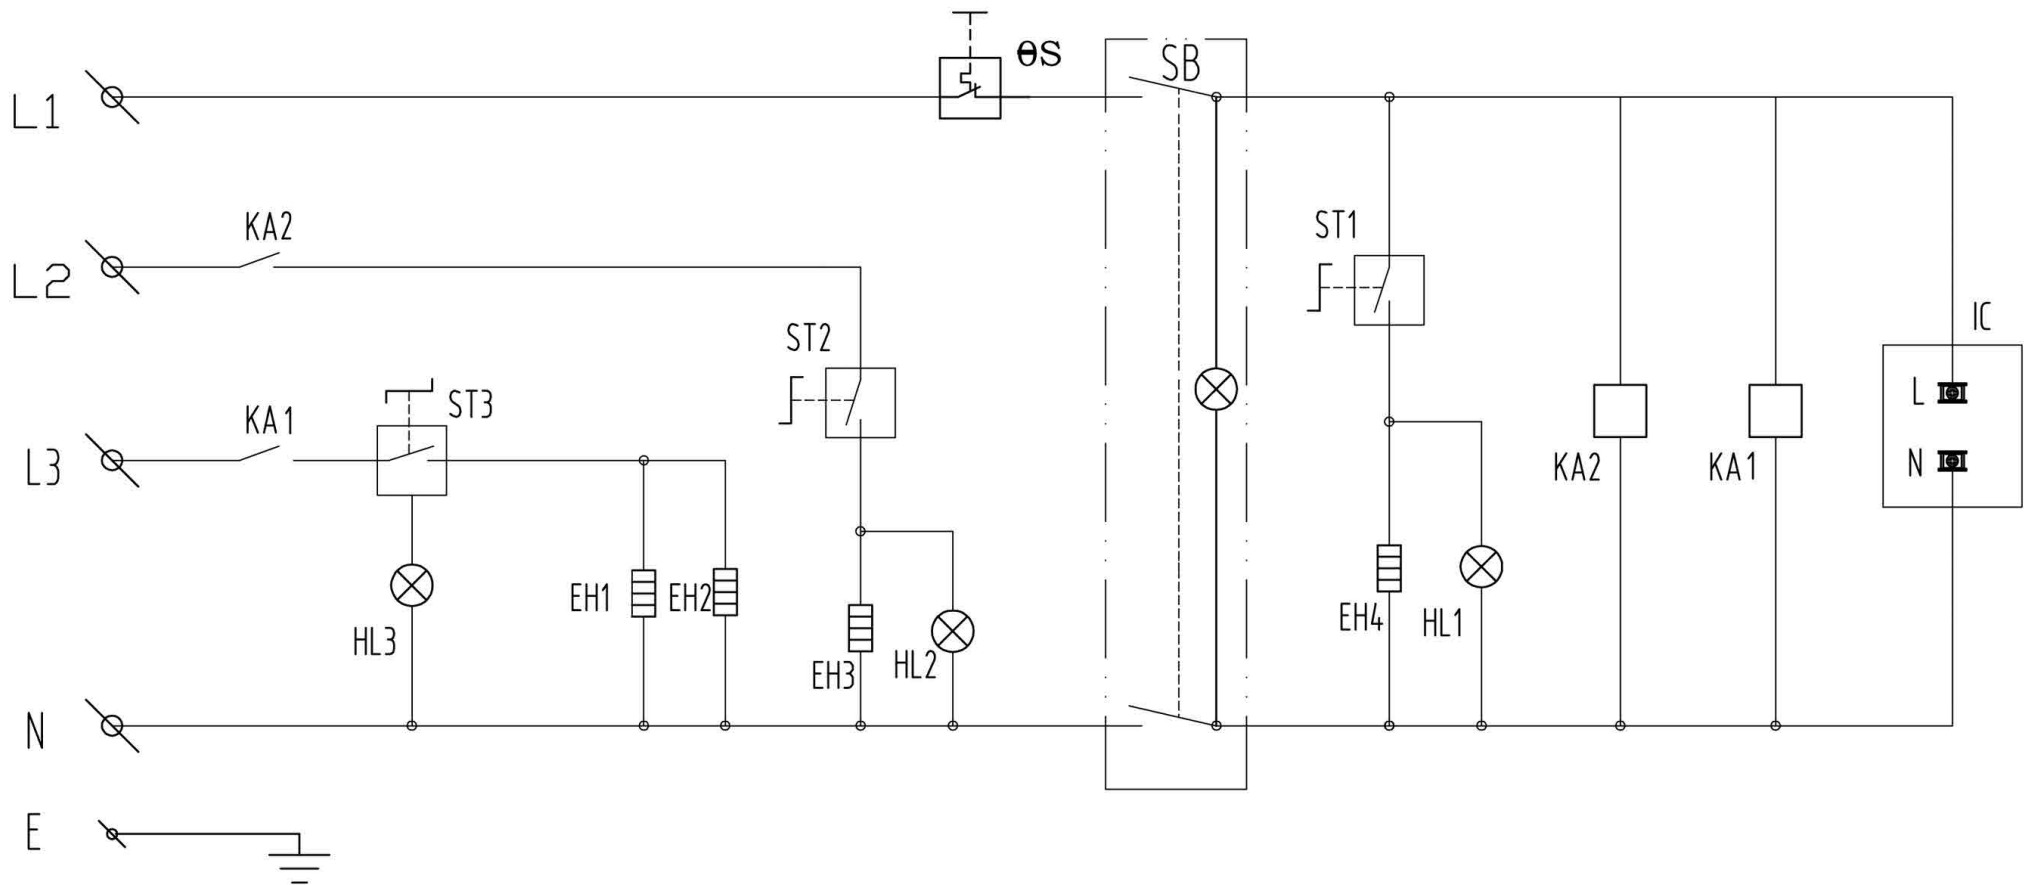 θS
SB
L1
KA2
ST1
L2
IC
ST2
L
KA1
ST3
L3
KA2
KA1
N
EH1
EH2
EH4
HL1
HL3
EH3
HL2
N
E